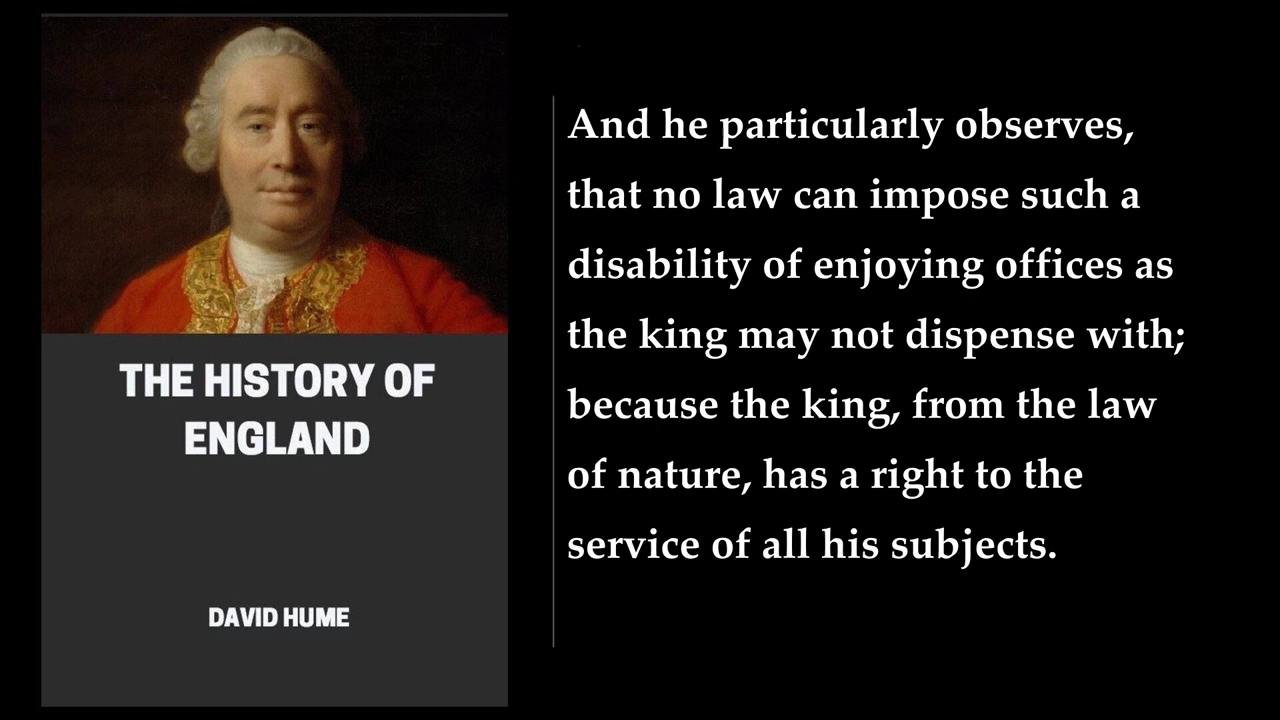 THE HISTORY OF
ENGLAND
DAVID HUME
And he particularly observes,
that no law can impose such a
disability of enjoying offices as
the king may not dispense with;
because the king, from the law
of nature, has a right to the
service of all his subjects.